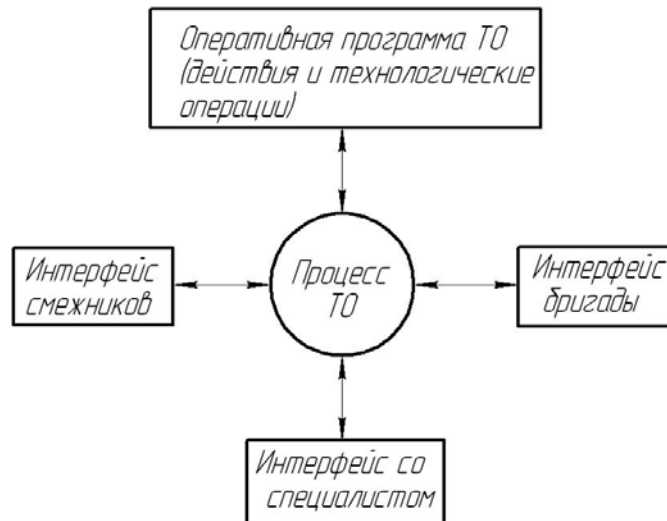 Оперативная программа ТО
(действия и технологические
операции)
Интерфейс
смежников
Процесс
ТО
Интерфейс
бригады
Интерфейс со
специалистом